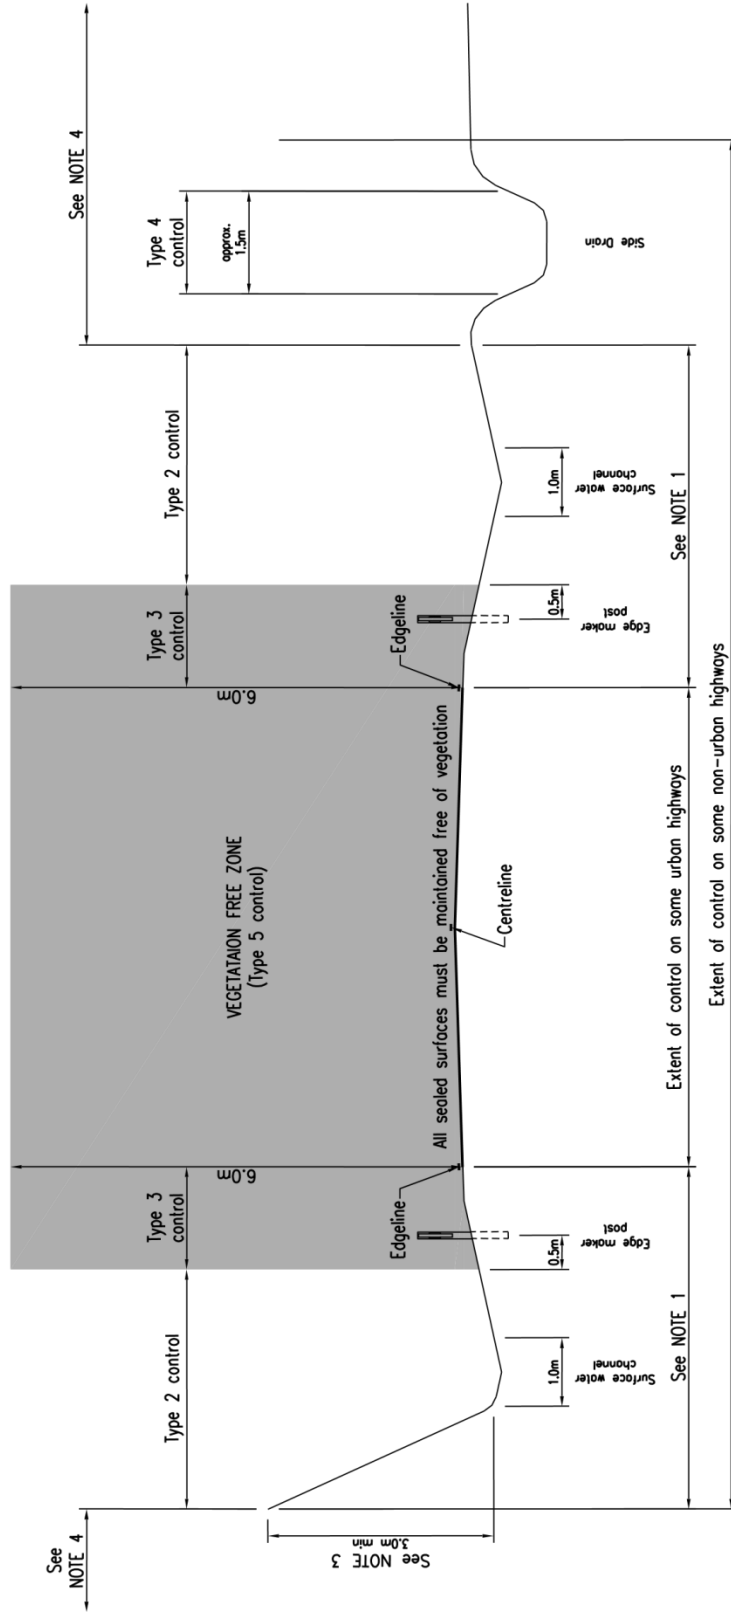 See
NOTE 4
See NOTE 4
Type 2 control
Type 3
control
Type 3
control
Type 2 control
Type 4
control
approx.
1.5m
6.0m
6.0m
VEGETATAION FREE ZONE
(Type 5 control)
See NOTE 3
3.0m min
Edgeline
All sealed surfaces must be maintained free of vegetation
Edgeline
Centreline
1.0m
Surface water
channel
0.5m
Edge maker
post
0.5m
Edge maker
post
1.0m
Surface water
channel
Side Drain
See NOTE 1
Extent of control on some urban highways
See NOTE 1
Extent of control on some non-urban highways